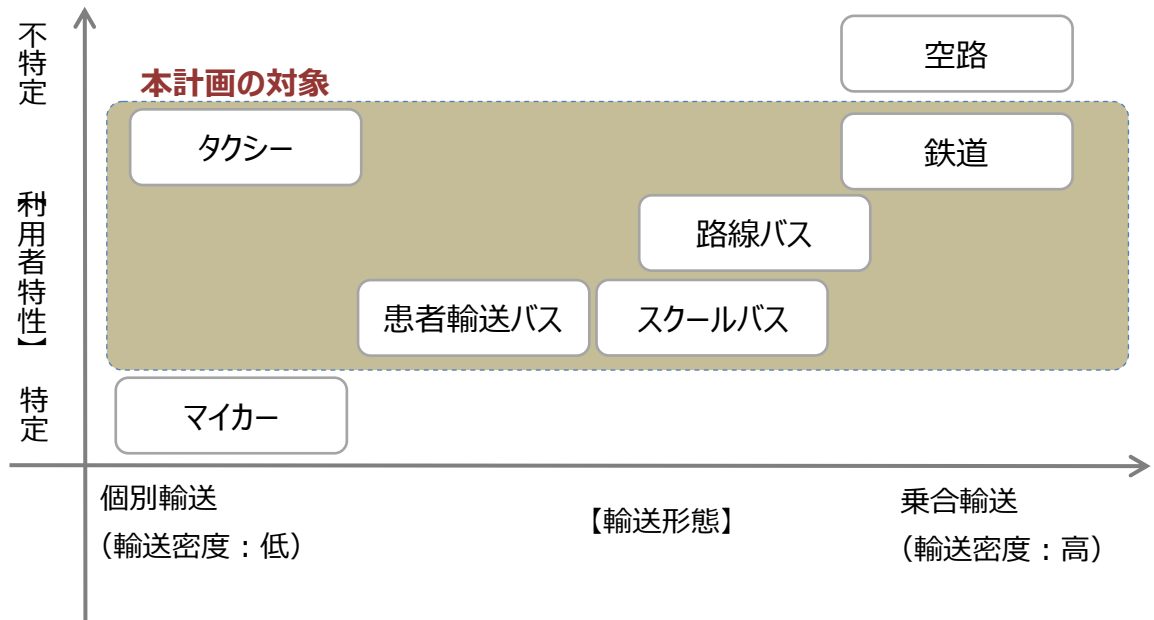 不特定
【利用者特性】
特定
本計画の対象
空路
タクシー
鉄道
路線バス
患者輸送バス
スクールバス
マイカー
個別輸送
（輸送密度：低）
【輸送形態】
乗合輸送
（輸送密度：高）